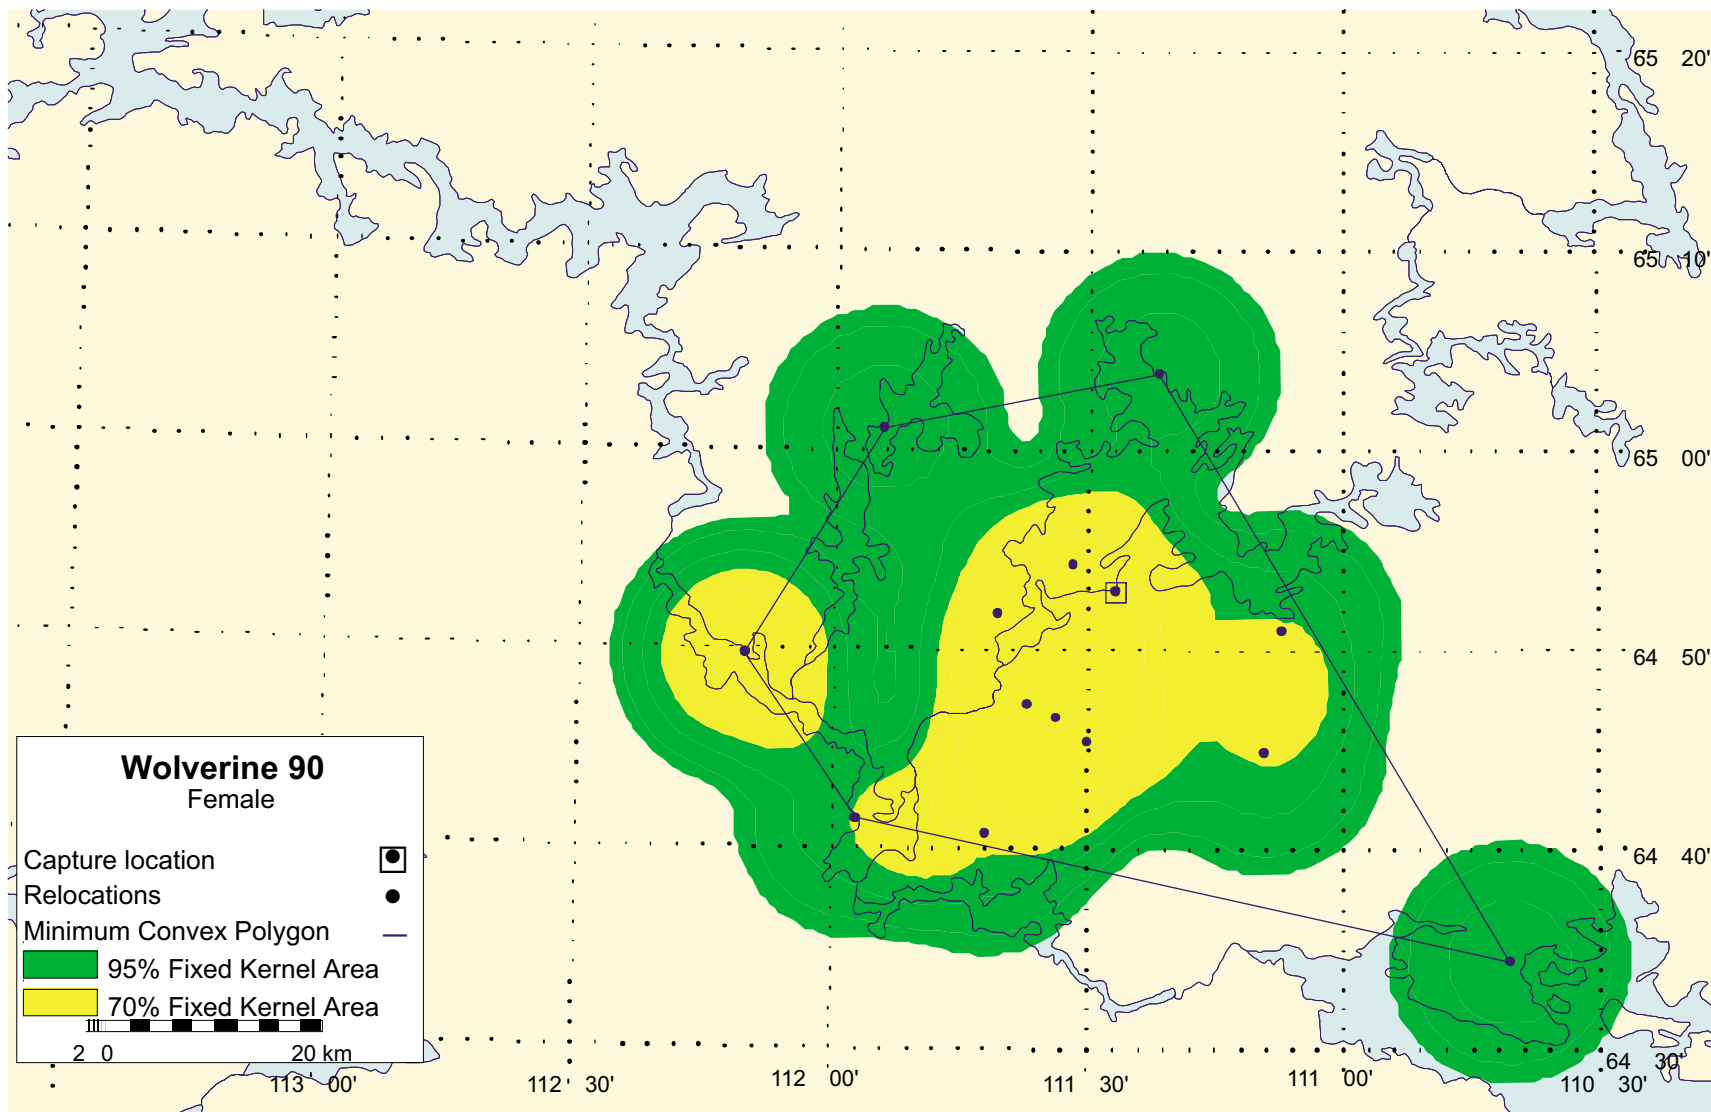 65 20'
65 10'
65 00'
64 50'
64 40'
64 30'
Wolverine 90
Female
Capture location
Relocations
Minimum Convex Polygon
95% Fixed Kernel Area
70% Fixed Kernel Area
2 0 20 km
113 00' 112 30' 112 00' 111 30' 111 00' 110 30'